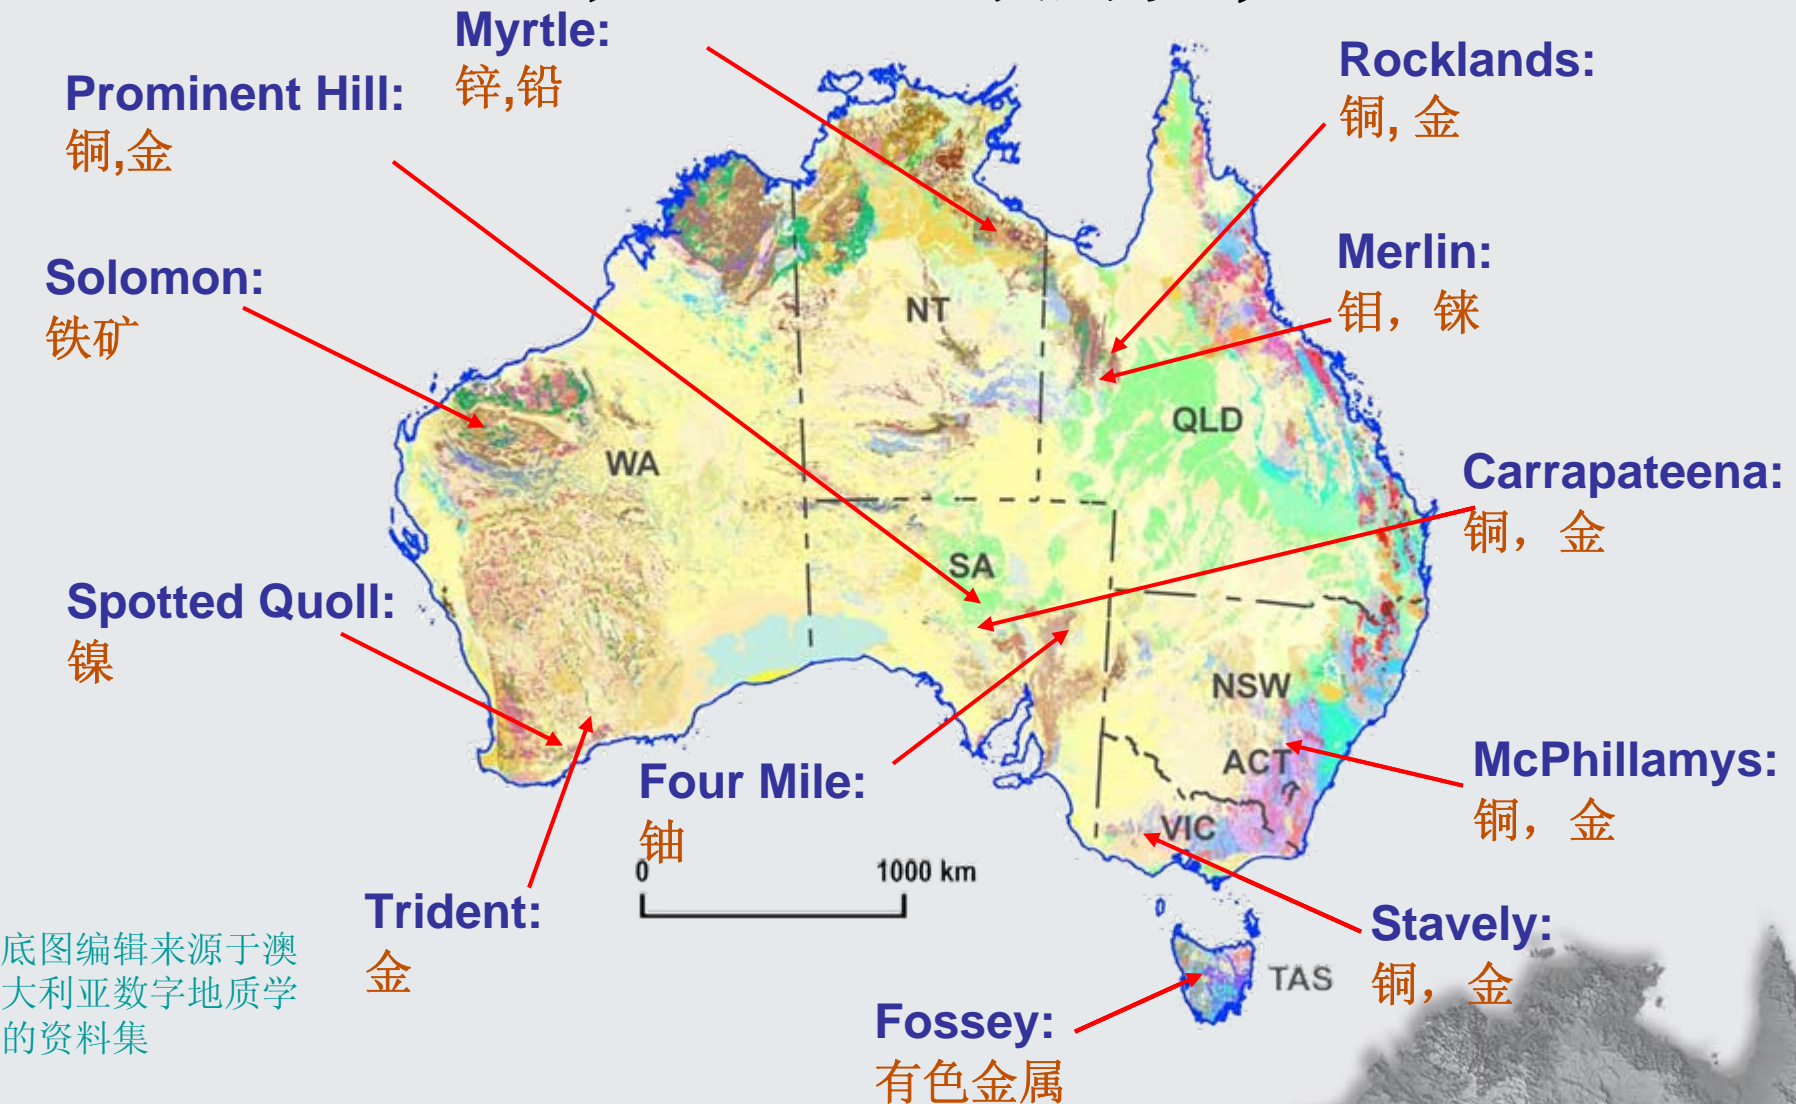 Myrtle:
锌,铅
Prominent Hill:
铜,金
Rocklands:
铜, 金
Solomon:
铁矿
Merlin:
钼，铼
NT
QLD
WA
Carrapateena:
铜，金
SA
Spotted Quoll:
镍
NSW
ACT
McPhillamys:
铜，金
Four Mile:
铀
VIC
0
1000 km
Trident:
金
Stavely:
铜，金
TAS
Fossey:
有色金属
底图编辑来源于澳
大利亚数字地质学
的资料集